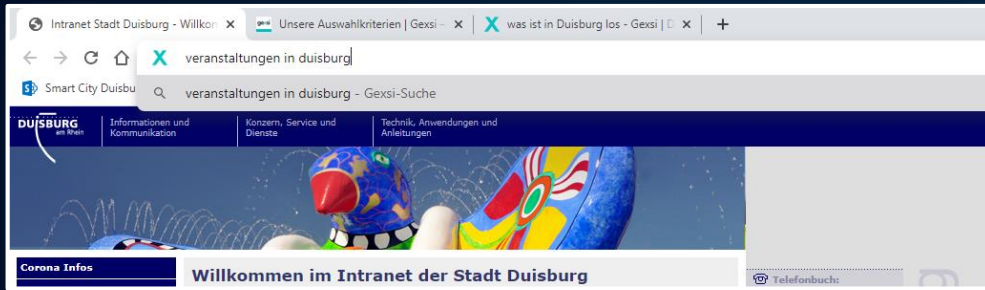 Intranet Stadt Duisburg - Willkom
gexsi Unsere Auswahlkriterien | Gexsi -
was ist in Duisburg los - Gexsi | D
veranstaltungen in duisburg
Smart City Duisbu
veranstaltungen in duisburg - Gexsi-Suche
DUISBURG
am Rhein
Informationen und
Kommunikation
Konzern, Service und
Dienste
Technik, Anwendungen und
Anleitungen
Corona Infos
Willkommen im Intranet der Stadt Duisburg
Telefonbuch: